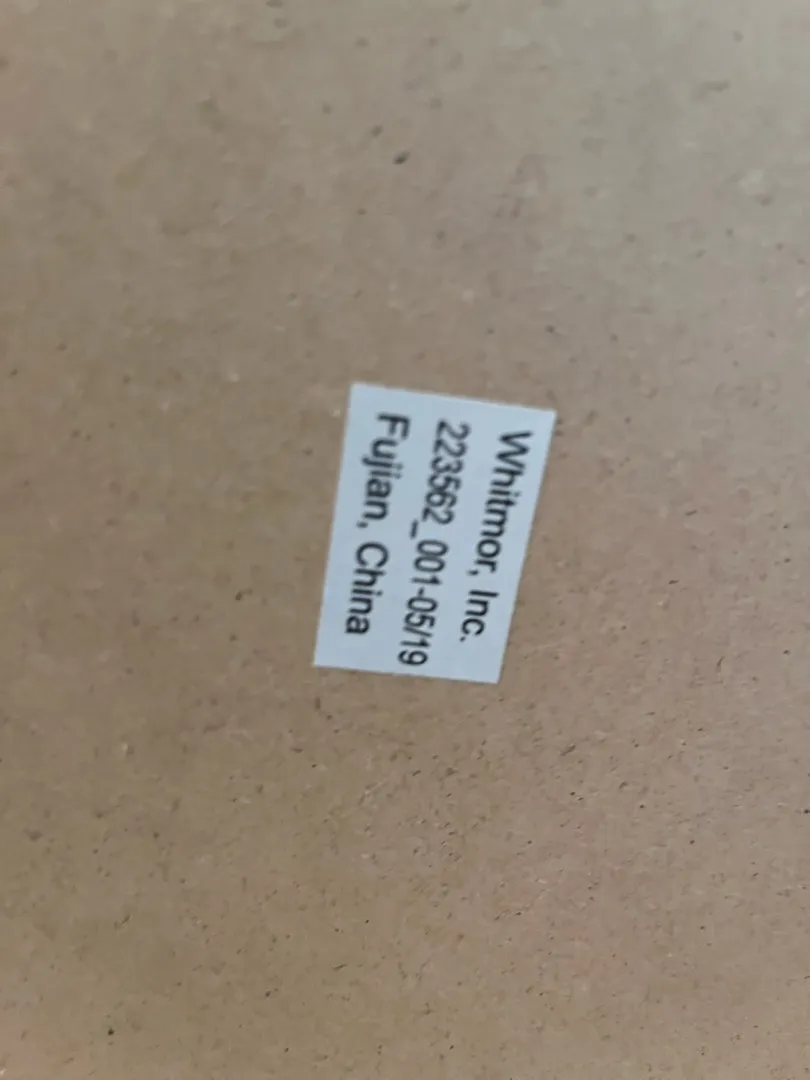 Whitmor, Inc.
223562_001-05/19
Fujian, China